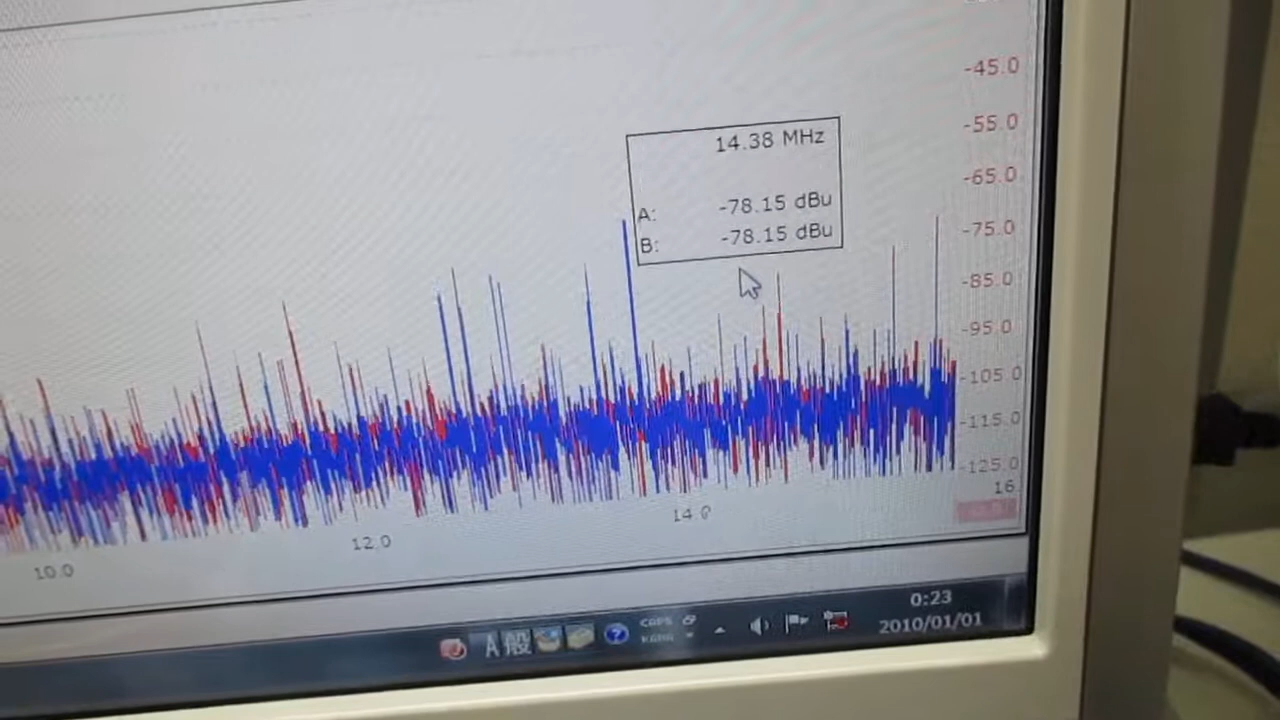 -45.0
-55.0
-65.0
-75.0
-85.0
-95.0
-105.0
-115.0
-125.0
14.38 MHz
A: -78.15 dBu
B: -78.15 dBu
10.0
12.0
14.0
16
A 般
CAPS
KANA
0:23
2010/01/01